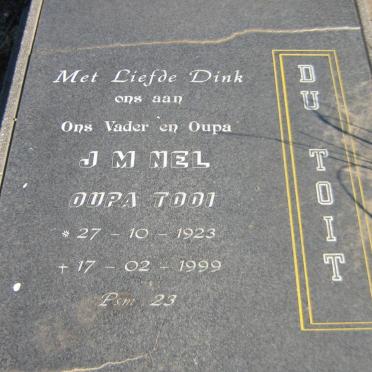 Met Liefde Dink
ons aan
Ons Vader en Oupa
J M NEL
OUPA TOOI
* 27 - 10 - 1923
+ 17 - 02 - 1999
Psm 23
DU TOIT